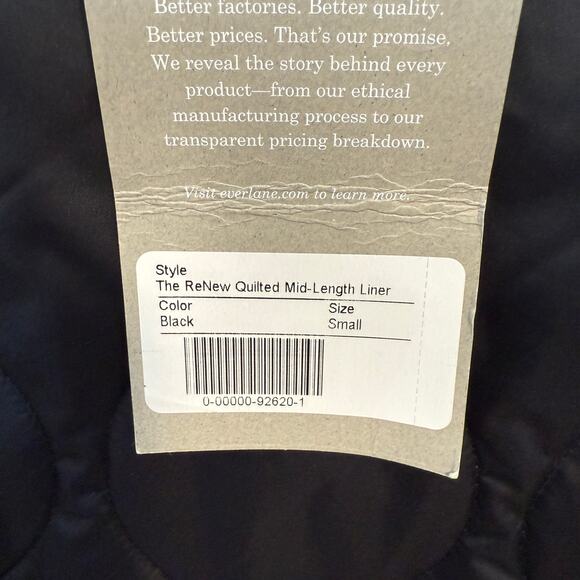 Better factories. Better quality.
Better prices. That's our promise.
We reveal the story behind every
product—from our ethical
manufacturing process to our
transparent pricing breakdown.
Visit everlane.com to learn more.
Style
The ReNew Quilted Mid-Length Liner
Color Size
Black Small
0-00000-92620-1